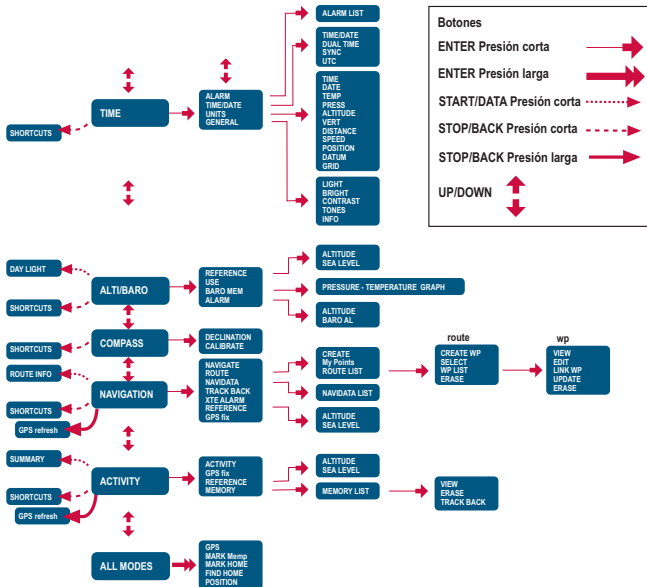 ALARM LIST
TIME/DATE
DUAL TIME
SYNC
UTC
TIME
DATE
TEMP
PRESS
ALTITUDE
VERT
DISTANCE
SPEED
POSITION
DATUM
GRID
LIGHT
BRIGHT
CONTRAST
TONES
INFO
ALARM
TIME/DATE
UNITS
GENERAL
TIME
SHORTCUTS
Botones
ENTER Presión corta
ENTER Presión larga
START/DATA Presión corta
STOP/BACK Presión corta
STOP/BACK Presión larga
UP/DOWN
DAY LIGHT
ALTI/BARO
SHORTCUTS
REFERENCE
USE
BARO MEM
ALARM
ALTITUDE
SEA LEVEL
PRESSURE - TEMPERATURE GRAPH
ALTITUDE
BARO AL
COMPASS
SHORTCUTS
DECLINATION
CALIBRATE
ROUTE INFO
NAVIGATION
SHORTCUTS
GPS refresh
NAVIGATE
ROUTE
NAVIDATA
TRACK BACK
XTE ALARM
REFERENCE
GPS fix
CREATE
My Points
ROUTE LIST
NAVIDATA LIST
ALTITUDE
SEA LEVEL
route
CREATE WP
SELECT
WP LIST
ERASE
wp
VIEW
EDIT
LINK WP
UPDATE
ERASE
SUMMARY
ACTIVITY
SHORTCUTS
GPS refresh
ACTIVITY
GPS fix
REFERENCE
MEMORY
ALTITUDE
SEA LEVEL
MEMORY LIST
VIEW
ERASE
TRACK BACK
ALL MODES
GPS
MARK Memp
MARK HOME
FIND HOME
POSITION